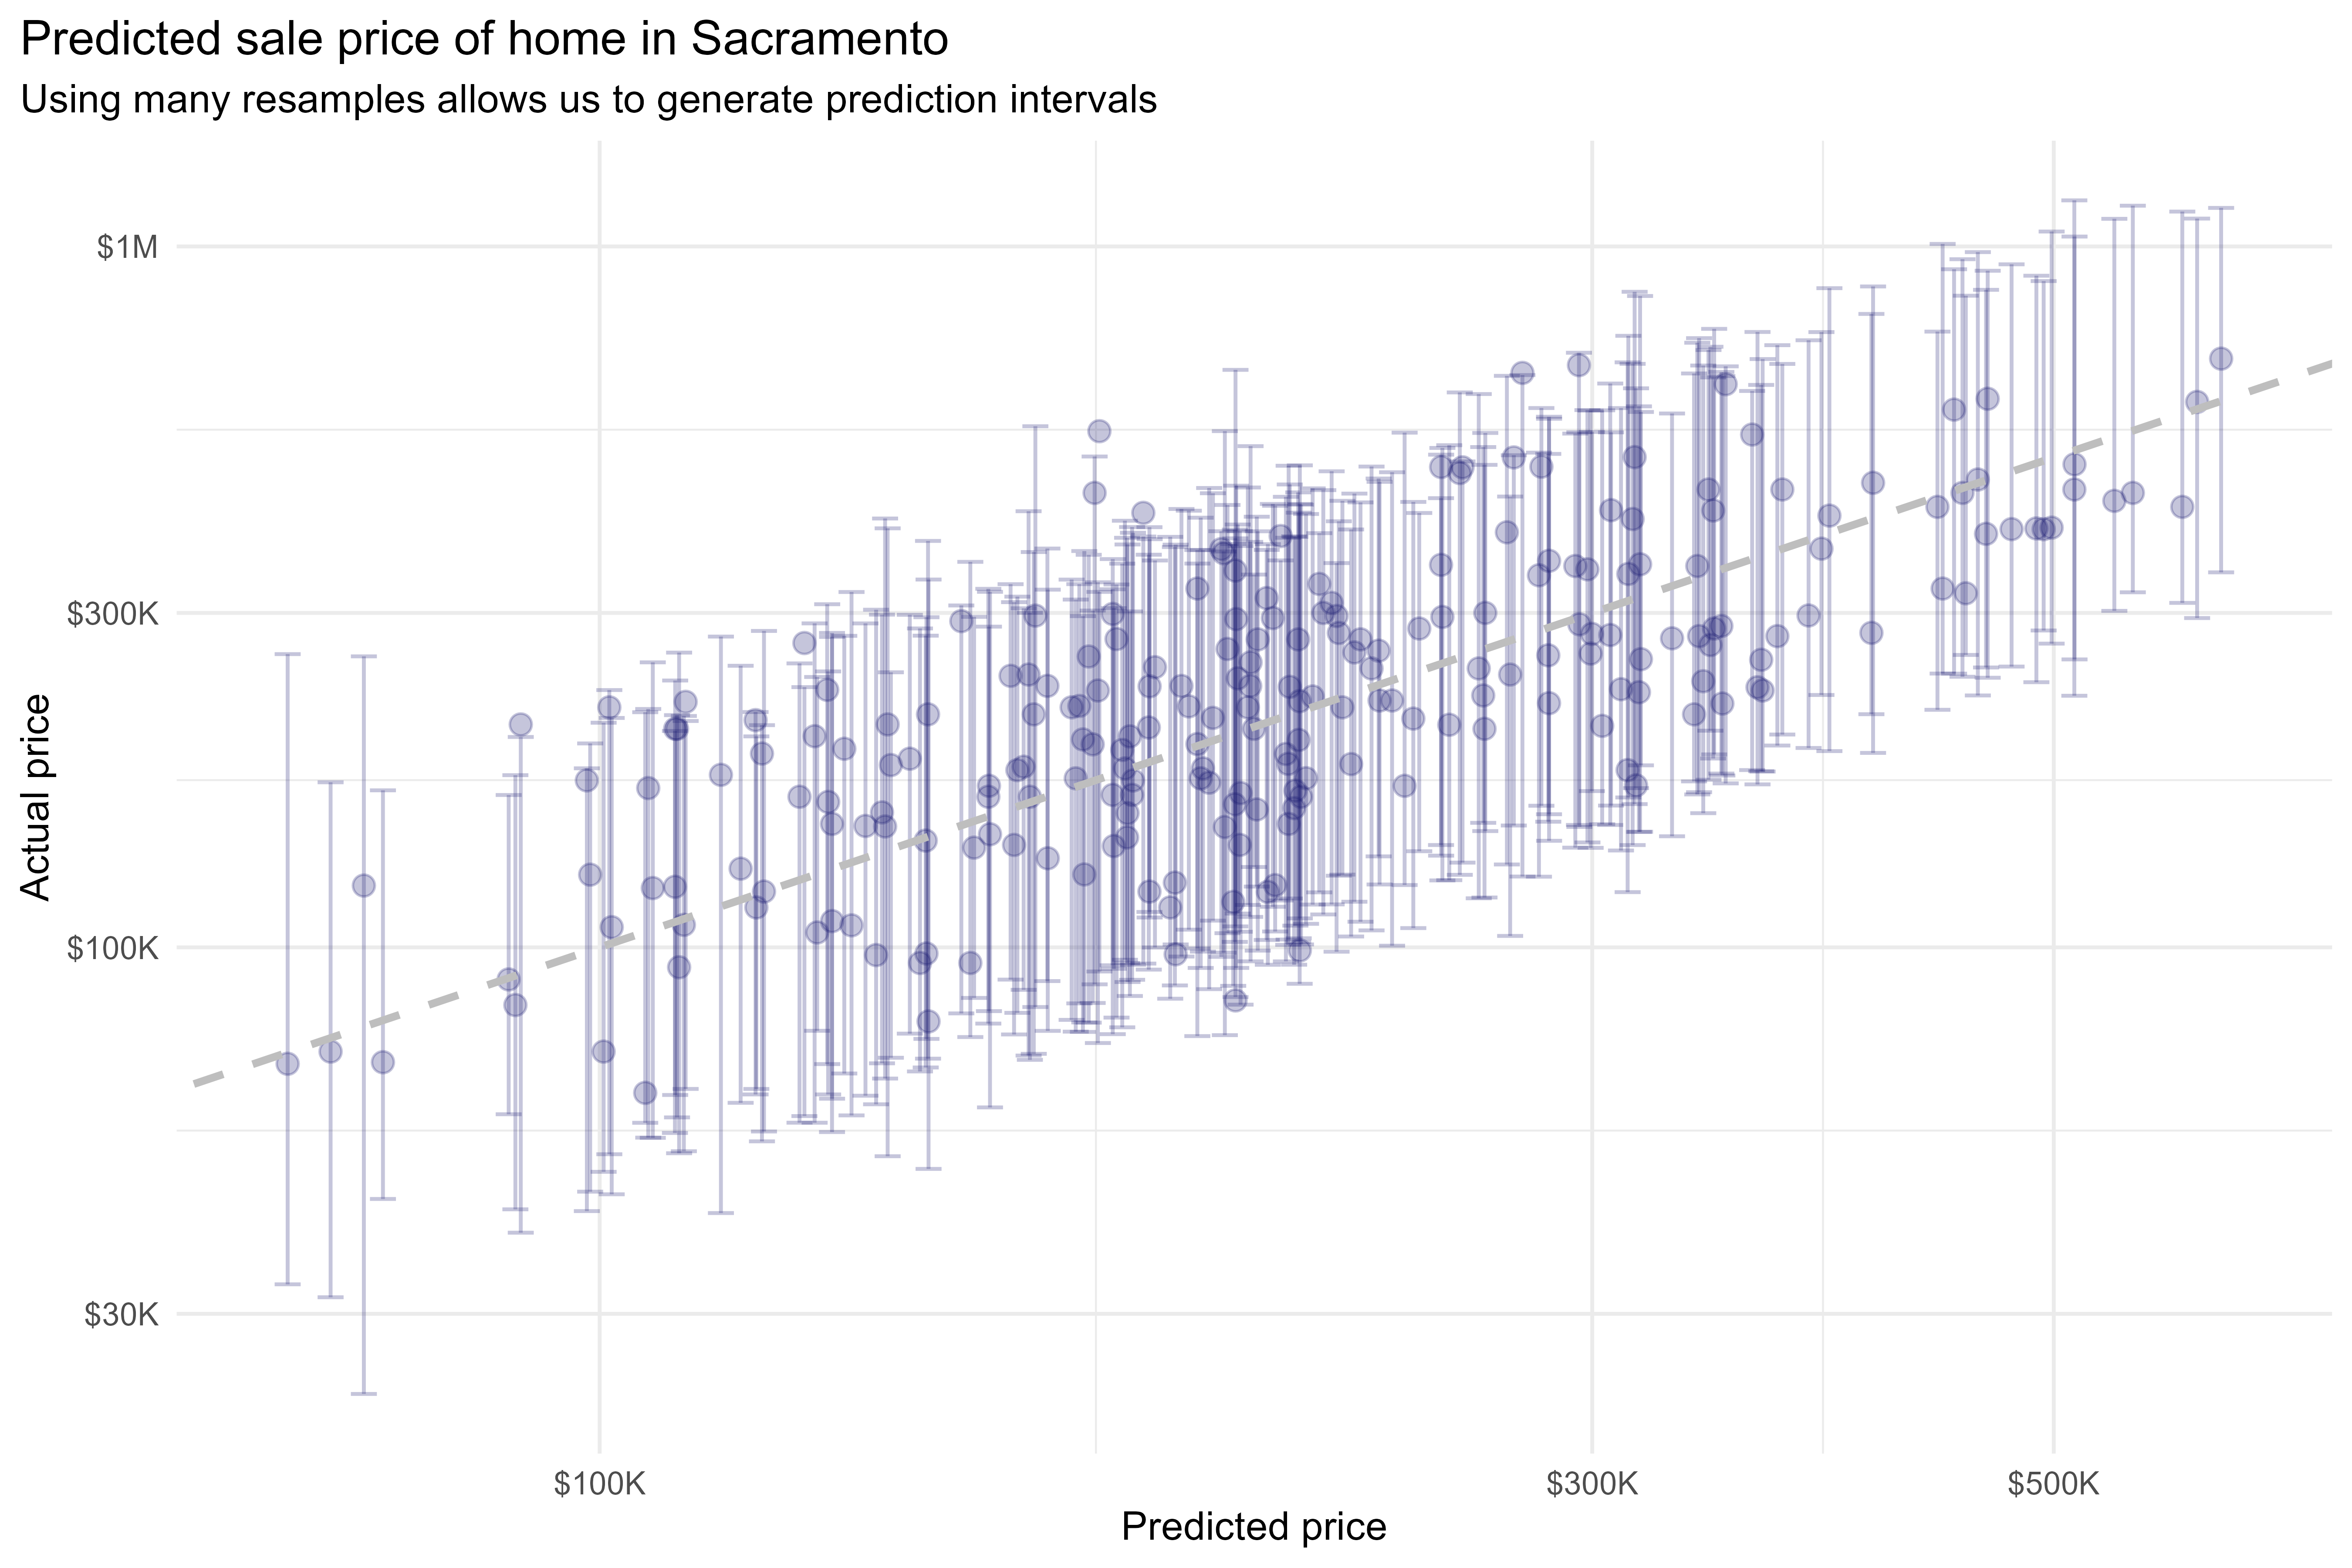 Predicted sale price of home in Sacramento
Using many resamples allows us to generate prediction intervals
$1M
$300K
$100K
$30K
Actual price
$100K
$300K
$500K
Predicted price